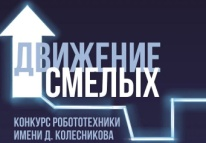 ДВИЖЕНИЕ
СМЕЛЫХ
КОНКУРС РОБОТОТЕХНИКИ
ИМЕНИ Д. КОЛЕСНИКОВА